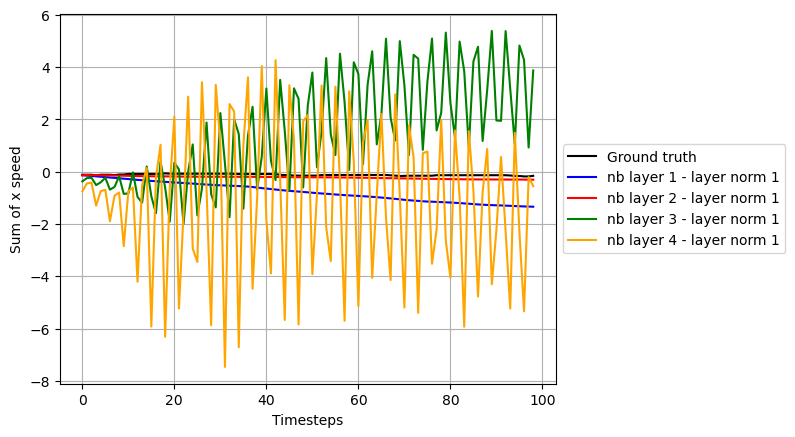 6
4
2
0
−2
−4
−6
−8
Sum of x speed
0 20 40 60 80 100
Timesteps
Ground truth
nb layer 1 - layer norm 1
nb layer 2 - layer norm 1
nb layer 3 - layer norm 1
nb layer 4 - layer norm 1